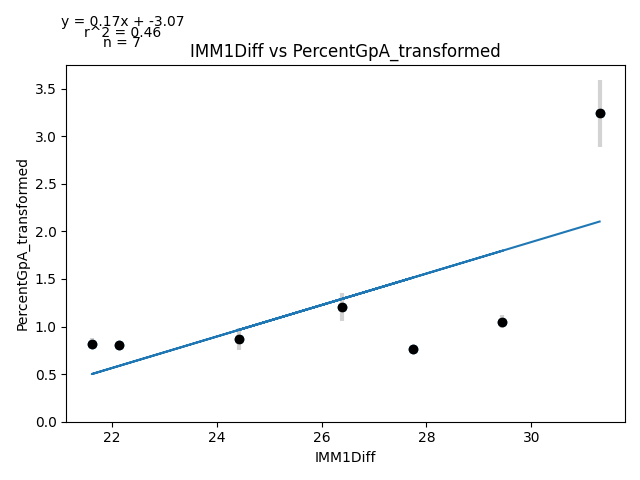 y = 0.17x + -3.07
r^2 = 0.46
n = 7
IMM1Diff vs PercentGpA_transformed
3.5
3.0
2.5
2.0
1.5
1.0
0.5
0.0
PercentGpA_transformed
22 24 26 28 30
IMM1Diff